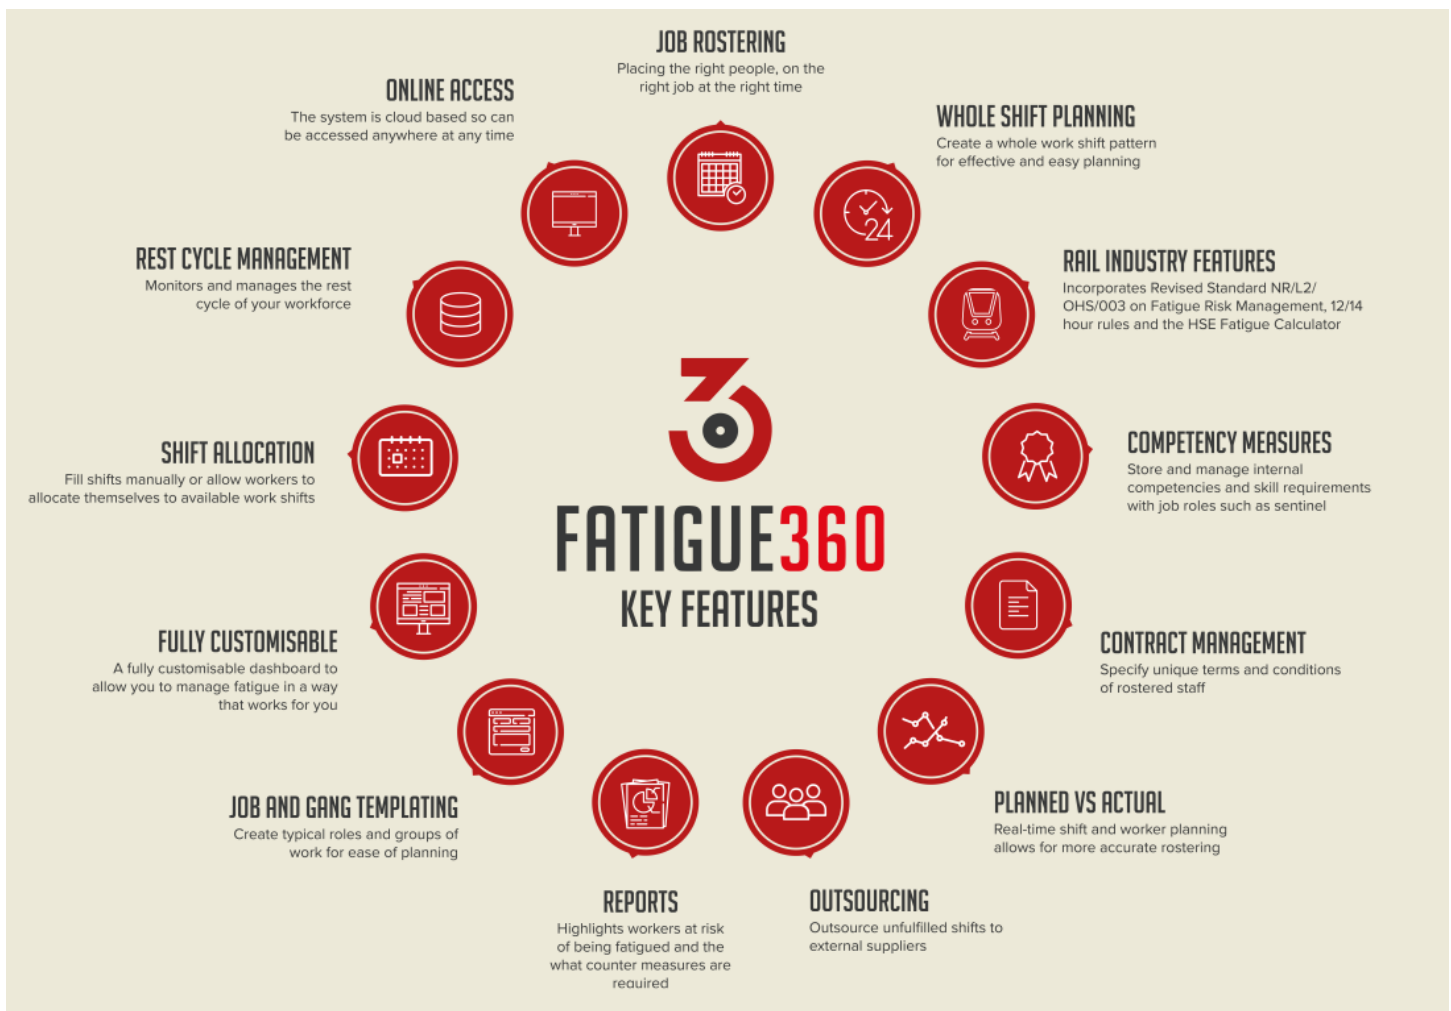 JOB ROSTERING
Placing the right people, on the
right job at the right time
WHOLE SHIFT PLANNING
Create a whole work shift pattern
for effective and easy planning
24
RAIL INDUSTRY FEATURES
Incorporates Revised Standard NR/L2/
OHS/003 on Fatigue Risk Management, 12/14
hour rules and the HSE Fatigue Calculator
COMPETENCY MEASURES
Store and manage internal
competencies and skill requirements
with job roles such as sentinel
CONTRACT MANAGEMENT
Specify unique terms and conditions
of rostered staff
PLANNED VS ACTUAL
Real-time shift and worker planning
allows for more accurate rostering
OUTSOURCING
Outsource unfulfilled shifts to
external suppliers
REPORTS
Highlights workers at risk
of being fatigued and the
what counter measures are
required
JOB AND GANG TEMPLATING
Create typical roles and groups of
work for ease of planning
FULLY CUSTOMISABLE
A fully customisable dashboard to
allow you to manage fatigue in a way
that works for you
SHIFT ALLOCATION
Fill shifts manually or allow workers to
allocate themselves to available work shifts
REST CYCLE MANAGEMENT
Monitors and manages the rest
cycle of your workforce
ONLINE ACCESS
The system is cloud based so can
be accessed anywhere at any time
FATIGUE360
KEY FEATURES